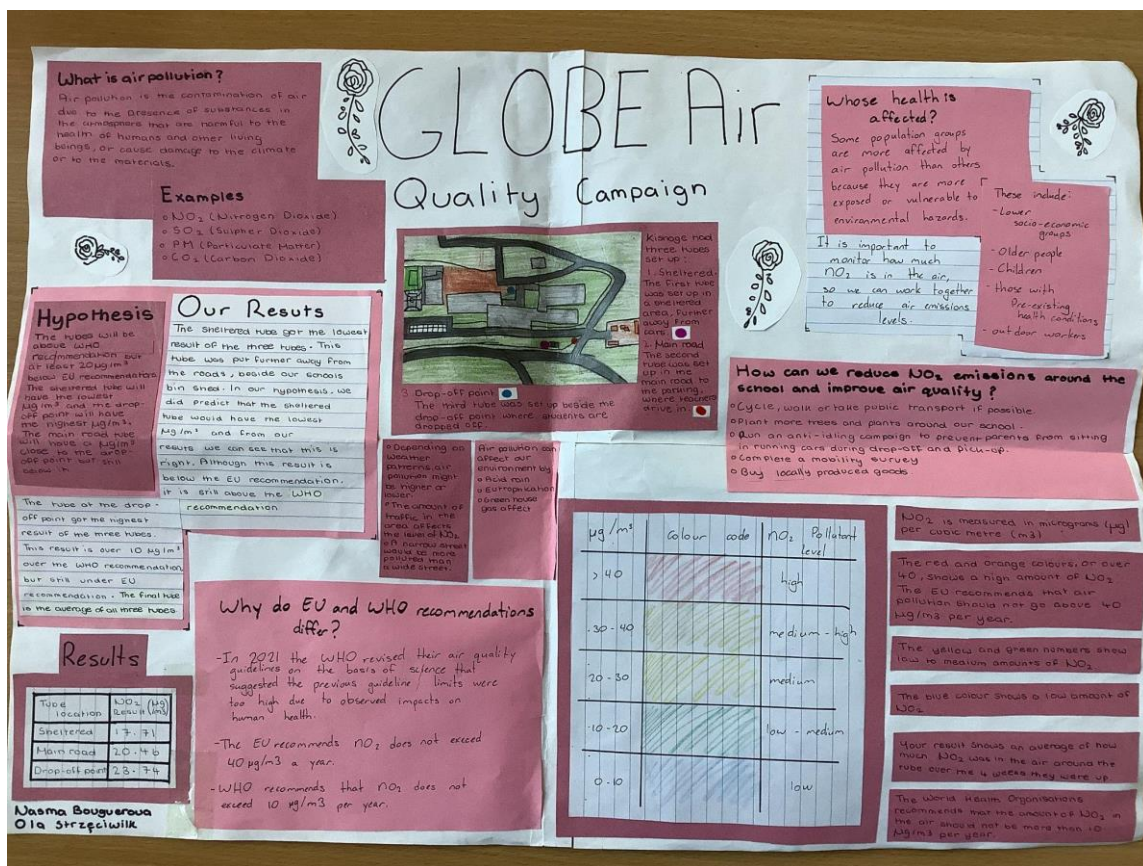 GLOBE Air
Quality Campaign
What is air pollution?
Air pollution is the contamination of air
due to the presence of substances in
the atmosphere that are harmful to the
health of humans and other living
beings, or cause damage to the climate
or to the materials.
Examples
NO₂ (Nitrogen Dioxide)
SO₂ (Sulpher Dioxide)
PM (Particulate Matter)
CO₂ (Carbon Dioxide)
Hypothesis
The tubes will be
above WHO
recommendation but
at least 20µg/m³
below EU recommendations
The sheltered tube will
have the lowest
µg/m³ and the drop-
off point will have
the highest µg/m³.
The main road tube
will have a µg/m³
close to the drop-
off point but still
below it.
Our Resuts
The sheltered tube got the lowest
result of the three tubes. This
tube was put further away from
the roads, beside our schools
bin shed. In our hypothesis, we
did predict that the sheltered
tube would have the lowest
µg/m³ and from our
results we can see that this is
right. Although this result is
below the EU recommendation,
it is still above the WHO
recommendation
The tube at the drop-
off point got the highest
result of the three tubes.
This result is over 10 µg/m³
over the WHO recommendation
but still under EU
recommendation. The final tube
is the average of all three tubes.
Results
Tube location NO₂ Result (µg/m3)
Sheltered 17.71
Main road 20.46
Drop-off point 23.74
Nasma Bouguerova
Ola Strzęciwilk
Kishoge had
three tubes
set up:
1. Sheltered-
The first tube
was set up in
a sheltered
area, further
away from
cars
2. Main road
The second
tube was set
up in the
main road to
the parking,
where teachers
drive in
3. Drop-off point
The third tube was set up beside the
drop-off point where students are
dropped off.
Depending on
weather
patterns, air
pollution might
be higher or
lower.
The amount of
traffic in the
area affects
the level of NO₂
a narrow street
would be more
polluted than
a wide street.
Air pollution can
affect our
environment by
Acid rain
Eutrophication
Green house
gas affect
Why do EU and WHO recommendations
differ?
-In 2021 the WHO revised their air quality
guidelines on the basis of science that
suggested the previous guideline limits were
too high due to observed impacts on
human health.
-The EU recommends NO₂ does not exceed
40 µg/m3 a year.
-WHO recommends that NO₂ does not
exceed 10 µg/m3 per year.
Whose health is
affected?
Some population groups
are more affected by
air pollution than others
because they are more
exposed or vulnerable to
environmental hazards.
These include:
-Lower
socio-economic
groups
-Older people
-Children
-those with
Pre-existing
health conditions
-outdoor workers
It is important to
monitor how much
NO₂ is in the air,
so we can work together
to reduce air emissions
levels.
How can we reduce NO₂ emissions around the
school and improve air quality?
Cycle, walk or take public transport if possible.
Plant more trees and plants around our school.
Run an anti-idling campaign to prevent parents from sitting
in running cars during drop-off and pick-up.
Complete a mobility survey
Buy locally produced goods
µg/m³ Colour code NO₂ Pollutant level
> 40 high
30-40 medium-high
20-30 medium
10-20 low-medium
0-10 low
NO₂ is measured in micrograms (µg)
per cubic metre (m3)
The red and orange colours, or over
40, shows a high amount of NO₂
The EU recommends that air
pollution should not go above 40
µg/m3 per year.
The yellow and green numbers show
low to medium amounts of NO₂
The blue colour shows a low amount of
NO₂
Your result shows an average of how
much NO₂ was in the air around the
tube over the 4 weeks they were up
The World Health Organisations
recommends that the amount of NO₂ in
the air should not be more than 10
µg/m3 per year.